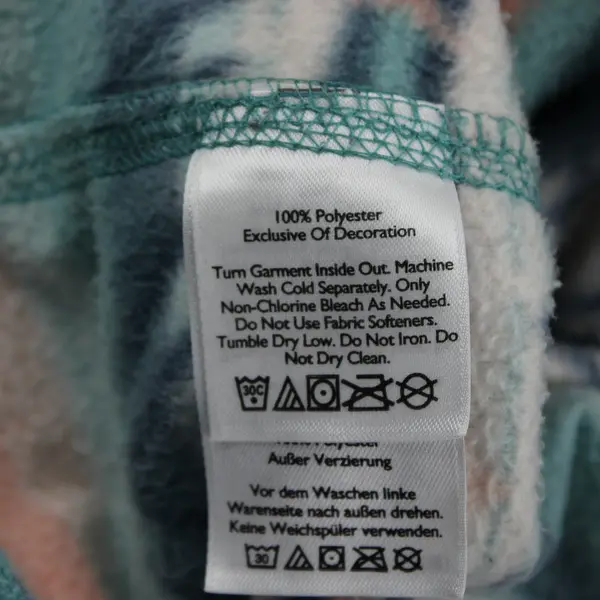 100% Polyester
Exclusive Of Decoration
Turn Garment Inside Out. Machine
Wash Cold Separately. Only
Non-Chlorine Bleach As Needed.
Do Not Use Fabric Softeners.
Tumble Dry Low. Do Not Iron. Do
Not Dry Clean.
30C
100% Polyester
Außer Verzierung
Vor dem Waschen linke
Warenseite nach außen drehen.
Keine Weichspüler verwenden.
30